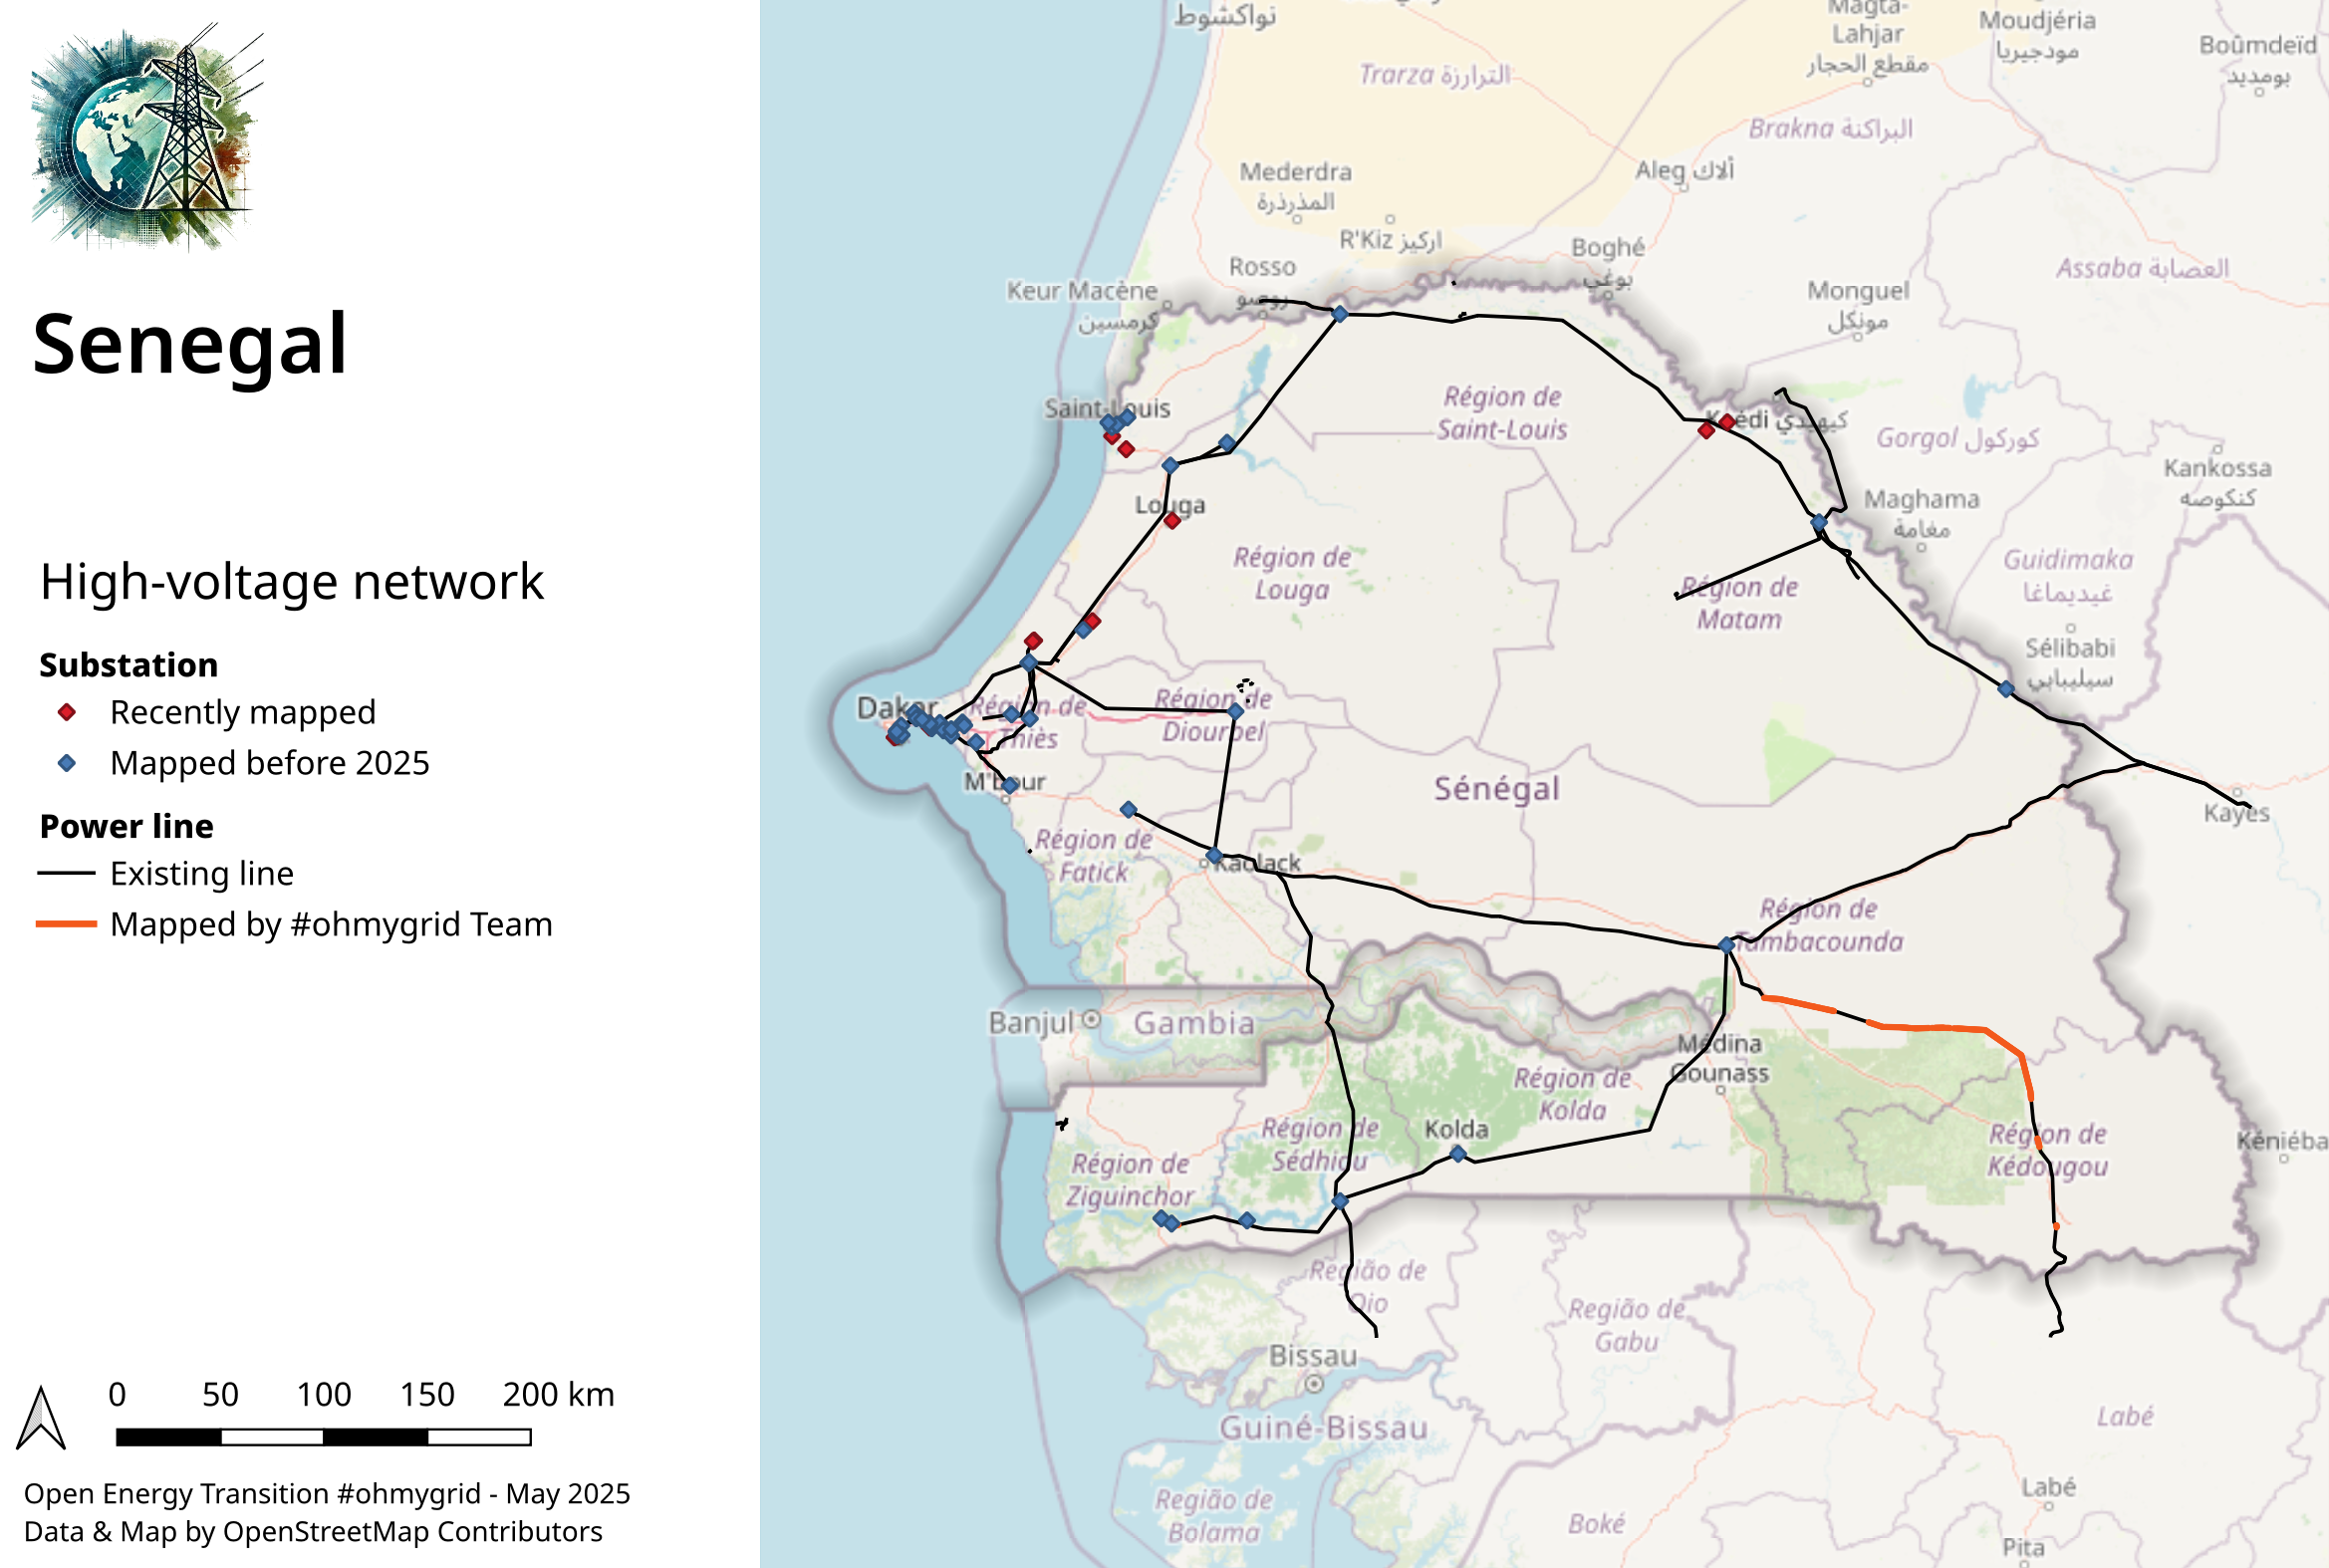 Senegal
High-voltage network
Substation
Recently mapped
Mapped before 2025
Power line
Existing line
Mapped by #ohmygrid Team
0 50 100 150 200 km
Open Energy Transition #ohmygrid - May 2025
Data & Map by OpenStreetMap Contributors
نواكشوط
Magta-
Lahjar
مقطع الحجار
Moudjéria
مودجيريا
Boûmdeïd
بومديد
Trarza الترارزة
Brakna البراكنة
Mederdra
المذرذرة
Aleg ألاك
R'Kiz اركيز
Boghé
بوغي
Rosso
روصو
Keur Macène
كرمسين
Monguel
مونكل
Assaba العصابة
Saint-Louis
Région de
Saint-Louis
Kaédi كيهيدي
Gorgol كوركول
Kankossa
كنكوصه
Louga
Maghama
مغامة
Région de
Louga
Guidimaka
غيديماغا
Région de
Matam
Sélibabi
سيليبابي
Dakar
Région de
Thiès
Région de
Diourbel
M'bour
Sénégal
Kayes
Région de
Fatick
Kaolack
Région de
Tambacounda
Banjul
Gambia
Médina
Gounass
Région de
Kolda
Kolda
Région de
Sédhiou
Région de
Kédougou
Kéniéba
Région de
Ziguinchor
Região de
Oio
Região de
Gabu
Bissau
Guiné-Bissau
Labé
Região de
Bolama
Boké
Labé
Pita